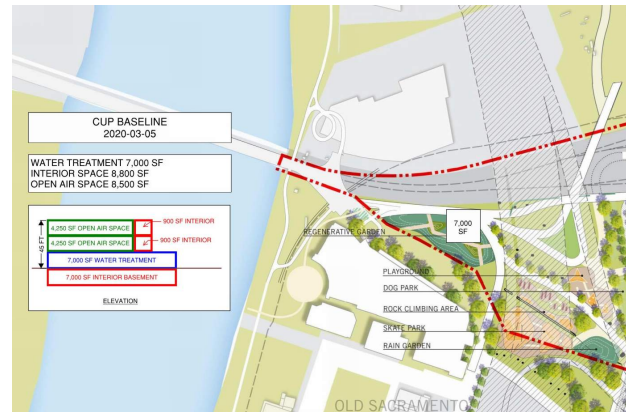 CUP BASELINE
2020-03-05
WATER TREATMENT 7,000 SF
INTERIOR SPACE 8,800 SF
OPEN AIR SPACE 8,500 SF
45 FT
4,250 SF OPEN AIR SPACE
900 SF INTERIOR
4,250 SF OPEN AIR SPACE
900 SF INTERIOR
7,000 SF WATER TREATMENT
7,000 SF INTERIOR BASEMENT
ELEVATION
7,000
SF
REGENERATIVE GARDEN
PLAYGROUND
DOG PARK
ROCK CLIMBING AREA
SKATE PARK
RAIN GARDEN
OLD SACRAMENTO